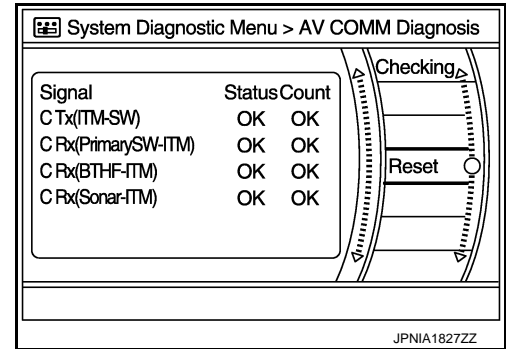 System Diagnostic Menu > AV COMM Diagnosis
Checking
Signal Status Count
C Tx(ITM-SW) OK OK
C Rx(PrimarySW-ITM) OK OK
C Rx(BTHF-ITM) OK OK
C Rx(Sonar-ITM) OK OK
Reset
JPNIA1827ZZ